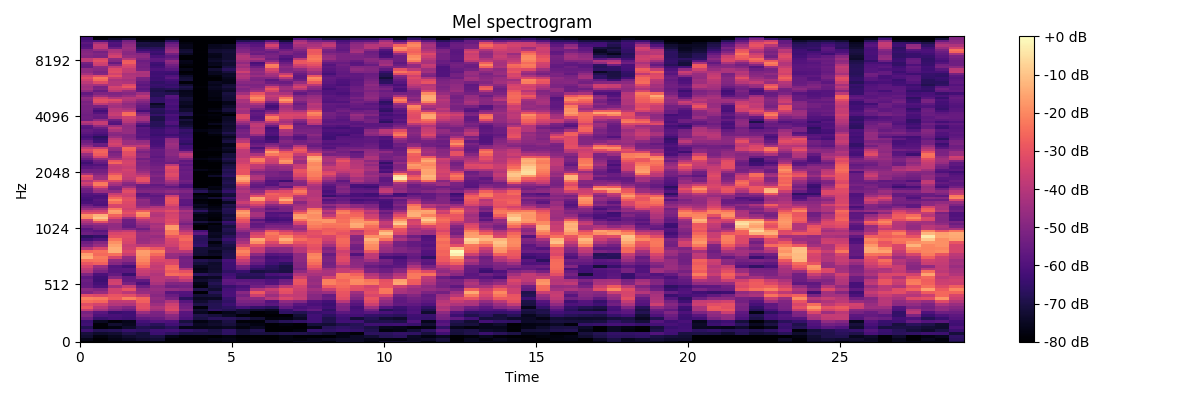 Mel spectrogram
8192
4096
2048
1024
512
0
Hz
0 5 10 15 20 25
Time
+0 dB
-10 dB
-20 dB
-30 dB
-40 dB
-50 dB
-60 dB
-70 dB
-80 dB